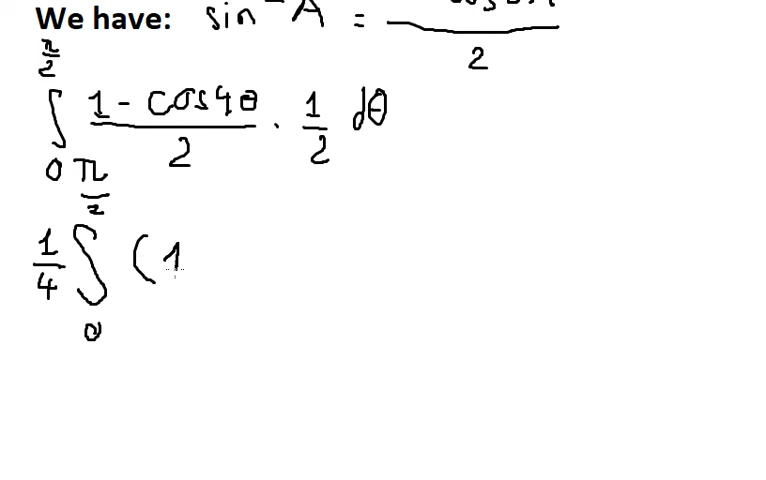 We have: sin A =
2
π/2
∫ 1 - cos4θ / 2 · 1/2 dθ
0
π/2
1/4 ∫ (1
0